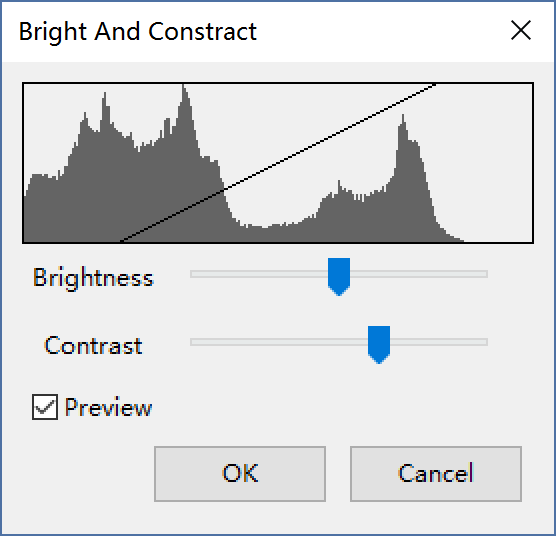 Bright And Constract
Brightness
Contrast
Preview
OK
Cancel